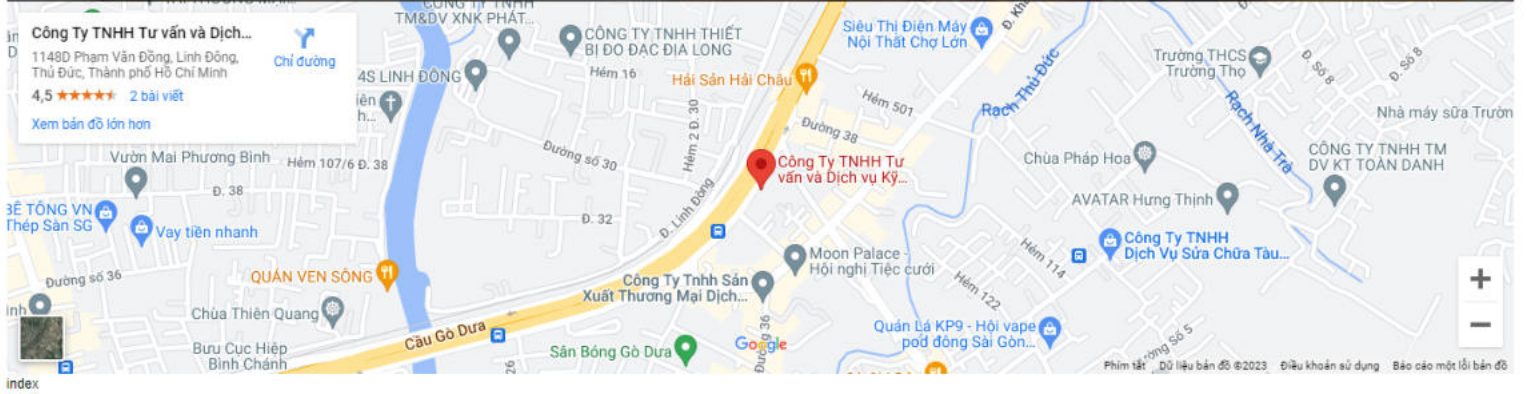 CÔNG TY TNHH
TM&DV XNK PHÁT...
Công Ty TNHH Tư vấn và Dịch...
1148D Phạm Văn Đồng, Linh Đông,
Thủ Đức, Thành phố Hồ Chí Minh
4,5
2 bài viết
Xem bản đồ lớn hơn
Chỉ đường
4S LINH ĐÔNG
CÔNG TY TNHH THIẾT
BỊ ĐO ĐẠC ĐỊA LONG
Hẻm 16
Hải Sản Hải Châu
Siêu Thị Điện Máy
Nội Thất Chợ Lớn
Rạch Thủ Đức
Trường THCS
Trường Thọ
Đ. Số 8
Đ. Số 8
Nhà máy sữa Trườn
Hẻm 501
Đường 38
Hẻm 2 Đ. 30
Đường số 30
Vườn Mai Phương Bình
Hẻm 107/6 Đ. 38
Đ. 38
Công Ty TNHH Tư
vấn và Dịch vụ Kỹ...
Chùa Pháp Hoa
Rạch Nhà Trà
CÔNG TY TNHH TM
DV KT TOÀN DANH
AVATAR Hưng Thịnh
BÊ TÔNG VN
Thép Sàn SG
Vay tiền nhanh
Đ. 32
Đ. Linh Đông
Moon Palace -
Hội nghị Tiệc cưới
Hẻm 114
Công Ty TNHH
Dịch Vụ Sửa Chữa Tàu...
Đường số 36
QUÁN VEN SÔNG
Công Ty Tnhh Sản
Xuất Thương Mại Dịch...
Hẻm 122
Chùa Thiên Quang
Cầu Gò Dưa
Bưu Cục Hiệp
Bình Chánh
Sân Bóng Gò Dưa
Google
Đường 36
Quán Lá KP9 - Hội vape
pod đông Sài Gòn...
Phím tắt
Dữ liệu bản đồ ©2023
Điều khoản sử dụng
Báo cáo một lỗi bản đồ
index